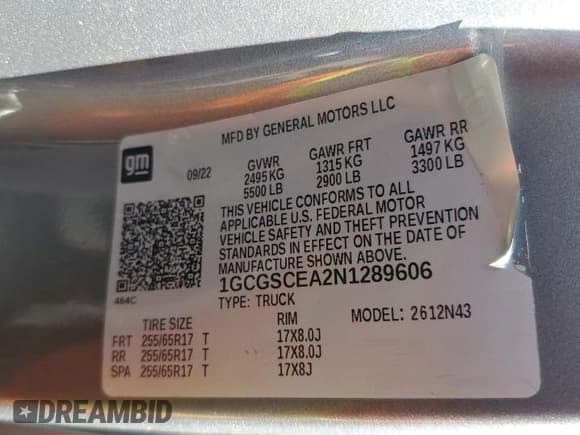 MFD BY GENERAL MOTORS LLC
gm
09/22
GVWR GAWR FRT GAWR RR
2495 KG 1315 KG 1497 KG
5500 LB 2900 LB 3300 LB
THIS VEHICLE CONFORMS TO ALL
APPLICABLE U.S. FEDERAL MOTOR
VEHICLE SAFETY AND THEFT PREVENTION
STANDARDS IN EFFECT ON THE DATE OF
MANUFACTURE SHOWN ABOVE.
1GCGSCEA2N1289606
464C
TYPE: TRUCK MODEL: 2612N43
TIRE SIZE RIM
FRT 255/65R17 T 17X8.0J
RR 255/65R17 T 17X8.0J
SPA 255/65R17 T 17X8J
DREAMBID